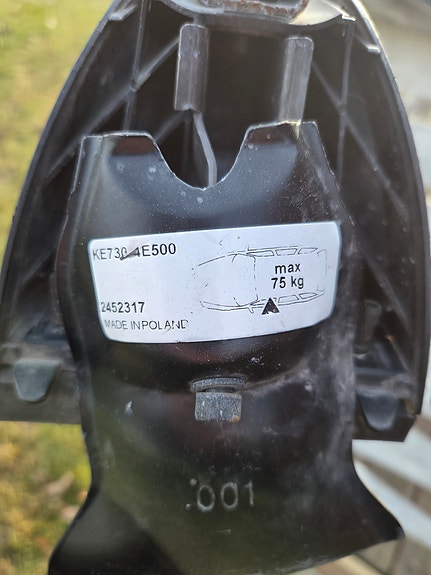 KE730-4E500
max
75 kg
2452317
MADE IN POLAND
.001